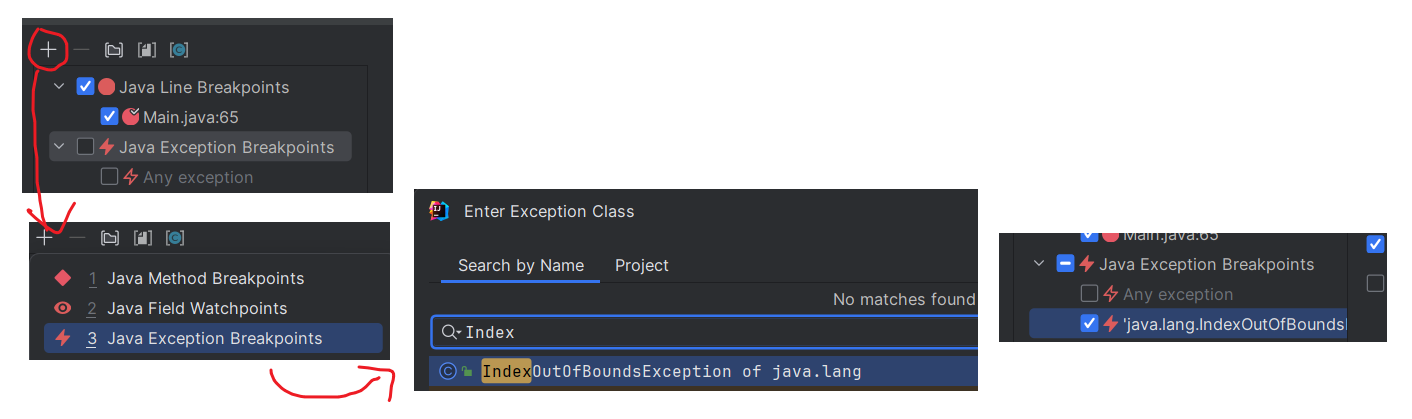 Java Line Breakpoints
Main.java:65
Java Exception Breakpoints
Any exception
1 Java Method Breakpoints
2 Java Field Watchpoints
3 Java Exception Breakpoints
Enter Exception Class
Search by Name Project
No matches found
Index
IndexOutOfBoundsException of java.lang
Main.java:65
Java Exception Breakpoints
Any exception
'java.lang.IndexOutOfBounds